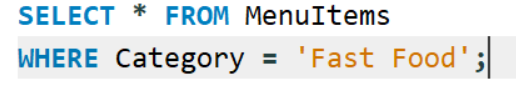 SELECT * FROM MenuItems
WHERE Category = 'Fast Food';